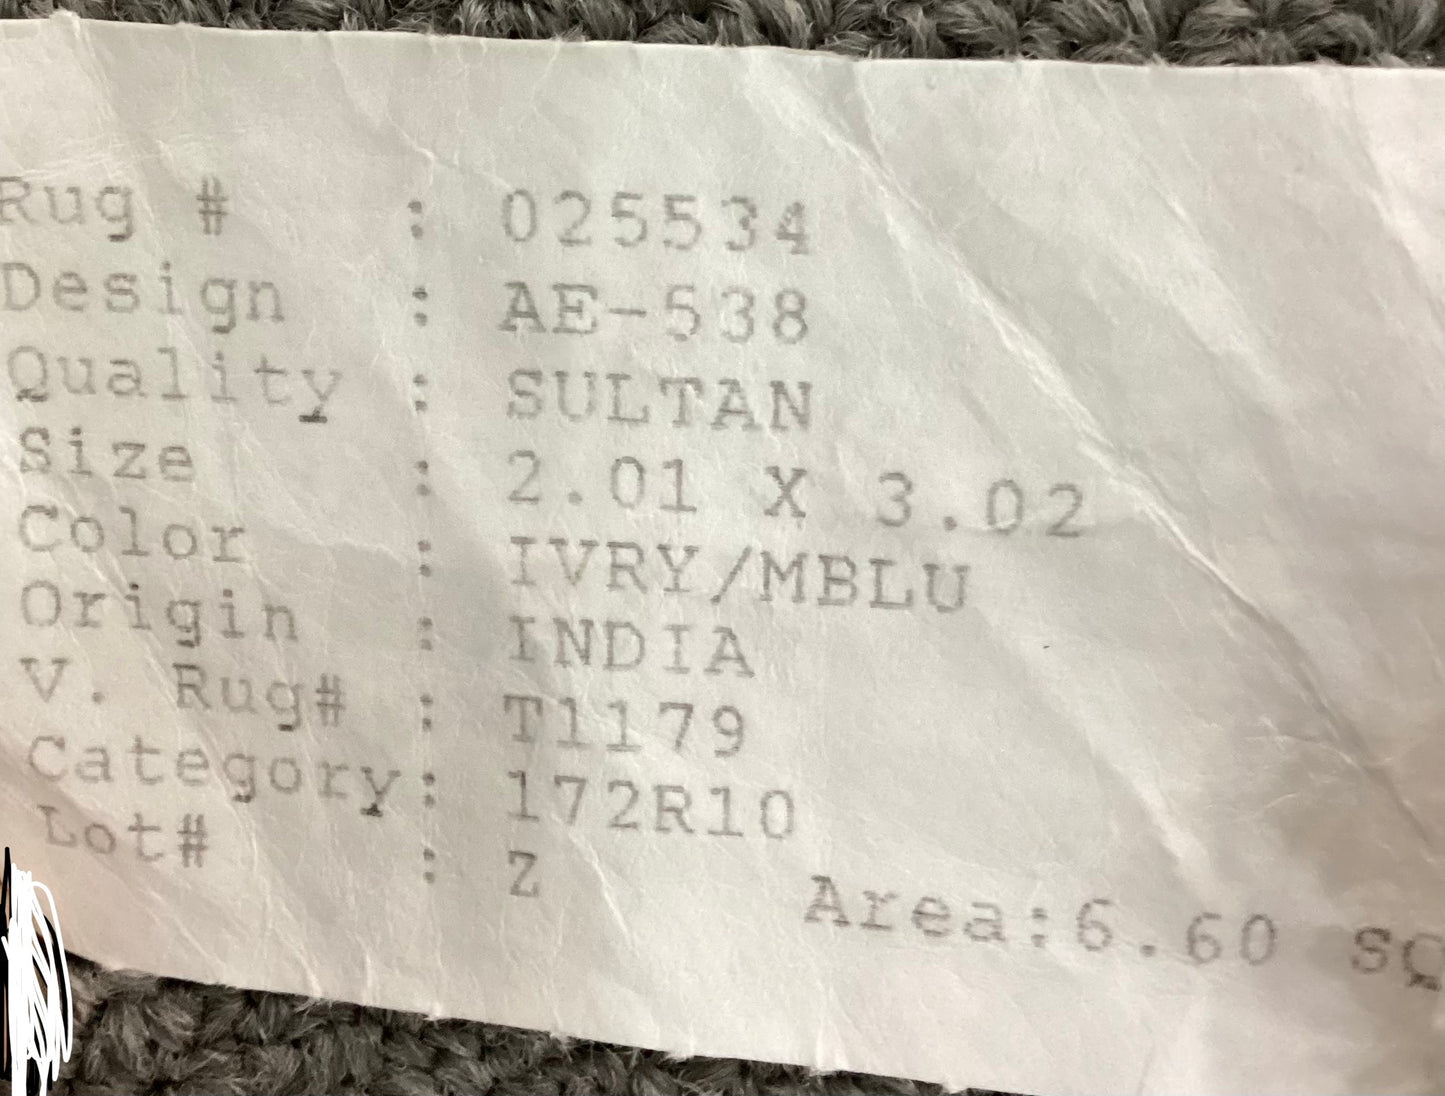 Rug # : 025534
Design : AE-538
Quality : SULTAN
Size : 2.01 X 3.02
Color : IVRY/MBLU
Origin : INDIA
V. Rug# : T1179
Category: 172R10
Lot# : Z
Area:6.60 sQ